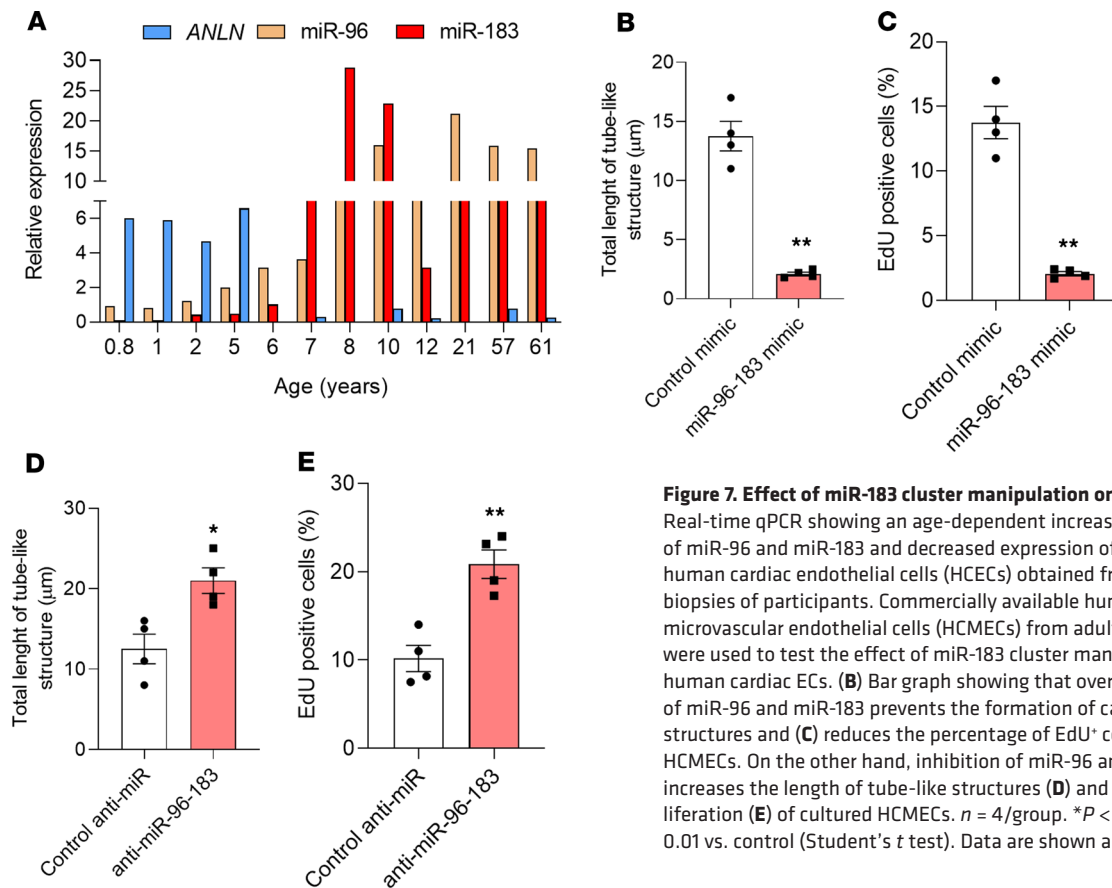 A
ANLN miR-96 miR-183
Relative expression
30
25
20
15
10
6
4
2
0
0.8 1 2 5 6 7 8 10 12 21 57 61
Age (years)
B
Total lenght of tube-like
structure (μm)
20
15
10
5
0
**
Control mimic
miR-96-183 mimic
C
EdU positive cells (%)
20
15
10
5
0
**
Control mimic
miR-96-183 mimic
D
Total lenght of tube-like
structure (μm)
30
20
10
0
*
Control anti-miR
anti-miR-96-183
E
EdU positive cells (%)
30
20
10
0
**
Control anti-miR
anti-miR-96-183
Figure 7. Effect of miR-183 cluster manipulation or
Real-time qPCR showing an age-dependent increas
of miR-96 and miR-183 and decreased expression of
human cardiac endothelial cells (HCECs) obtained fr
biopsies of participants. Commercially available hur
microvascular endothelial cells (HCMECs) from adul
were used to test the effect of miR-183 cluster man
human cardiac ECs. (B) Bar graph showing that over
of miR-96 and miR-183 prevents the formation of ca
structures and (C) reduces the percentage of EdU⁺ c
HCMECs. On the other hand, inhibition of miR-96 ar
increases the length of tube-like structures (D) and
liferation (E) of cultured HCMECs. n = 4/group. *P <
0.01 vs. control (Student's t test). Data are shown a